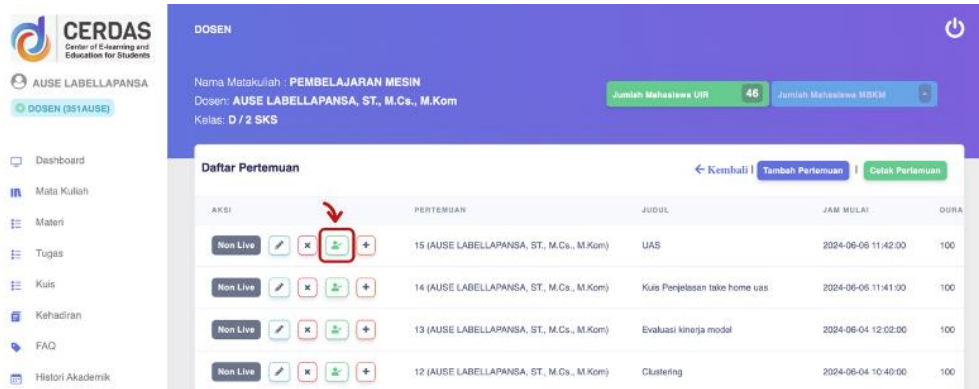 CERDAS
Center of E-learning and
Education for Students
AUSE LABELLAPANSA
DOSEN (351AUSE)
Dashboard
Mata Kuliah
Materi
Tugas
Kuis
Kehadiran
FAQ
Histori Akademik
DOSEN
Nama Matakuliah : PEMBELAJARAN MESIN
Dosen: AUSE LABELLAPANSA, ST., M.Cs., M.Kom
Kelas: D / 2 SKS
Jumlah Mahasiswa UIR 46 Jumlah Mahasiswa MBKM -
Daftar Pertemuan
← Kembali | Tambah Pertemuan | Cetak Pertemuan
AKSI PERTEMUAN JUDUL JAM MULAI DURA
Non Live 15 (AUSE LABELLAPANSA, ST., M.Cs., M.Kom) UAS 2024-06-06 11:42:00 100
Non Live 14 (AUSE LABELLAPANSA, ST., M.Cs., M.Kom) Kuis Penjelasan take home uas 2024-06-06 11:41:00 100
Non Live 13 (AUSE LABELLAPANSA, ST., M.Cs., M.Kom) Evaluasi kinerja model 2024-06-04 12:02:00 100
Non Live 12 (AUSE LABELLAPANSA, ST., M.Cs., M.Kom) Clustering 2024-06-04 10:40:00 100